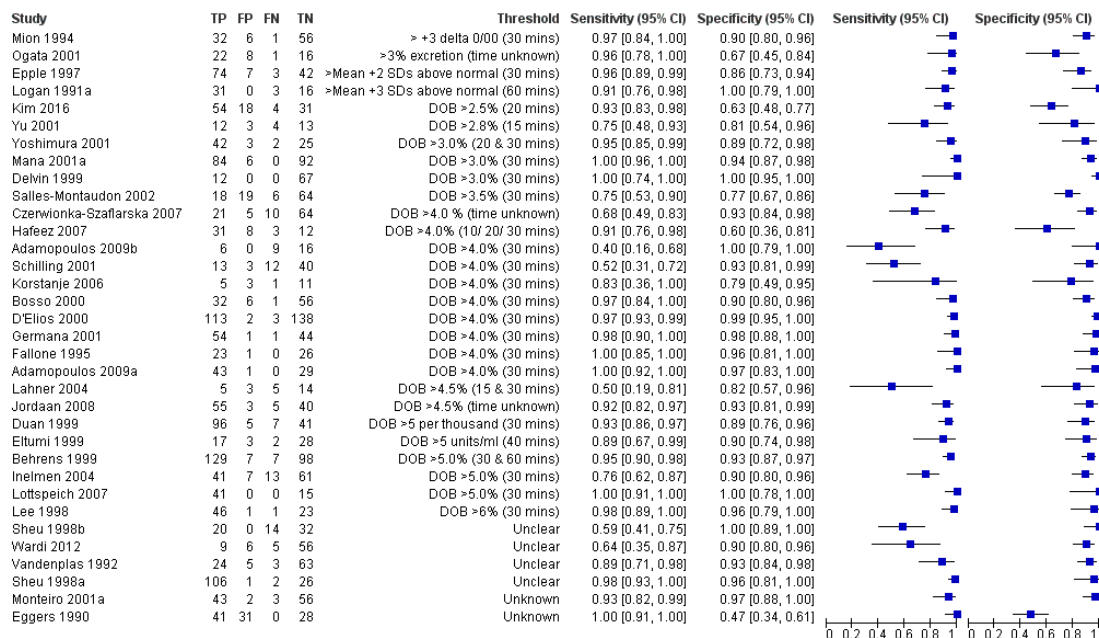 Study TP FP FN TN Threshold Sensitivity (95% CI) Specificity (95% CI) Sensitivity (95% CI) Specificity (95% CI)
Mion 1994 32 6 1 56 > +3 delta 0/00 (30 mins) 0.97 [0.84, 1.00] 0.90 [0.80, 0.96]
Ogata 2001 22 8 1 16 >3% excretion (time unknown) 0.96 [0.78, 1.00] 0.67 [0.45, 0.84]
Epple 1997 74 7 3 42 >Mean +2 SDs above normal (30 mins) 0.96 [0.89, 0.99] 0.86 [0.73, 0.94]
Logan 1991a 31 0 3 16 >Mean +3 SDs above normal (60 mins) 0.91 [0.76, 0.98] 1.00 [0.79, 1.00]
Kim 2016 54 18 4 31 DOB >2.5% (20 mins) 0.93 [0.83, 0.98] 0.63 [0.48, 0.77]
Yu 2001 12 3 4 13 DOB >2.8% (15 mins) 0.75 [0.48, 0.93] 0.81 [0.54, 0.96]
Yoshimura 2001 42 3 2 25 DOB >3.0% (20 & 30 mins) 0.95 [0.85, 0.99] 0.89 [0.72, 0.98]
Mana 2001a 84 6 0 92 DOB >3.0% (30 mins) 1.00 [0.96, 1.00] 0.94 [0.87, 0.98]
Delvin 1999 12 0 0 67 DOB >3.0% (30 mins) 1.00 [0.74, 1.00] 1.00 [0.95, 1.00]
Salles-Montaudon 2002 18 19 6 64 DOB >3.5% (30 mins) 0.75 [0.53, 0.90] 0.77 [0.67, 0.86]
Czerwionka-Szaflarska 2007 21 5 10 64 DOB >4.0 % (time unknown) 0.68 [0.49, 0.83] 0.93 [0.84, 0.98]
Hafeez 2007 31 8 3 12 DOB >4.0% (10/ 20/ 30 mins) 0.91 [0.76, 0.98] 0.60 [0.36, 0.81]
Adamopoulos 2009b 6 0 9 16 DOB >4.0% (30 mins) 0.40 [0.16, 0.68] 1.00 [0.79, 1.00]
Schilling 2001 13 3 12 40 DOB >4.0% (30 mins) 0.52 [0.31, 0.72] 0.93 [0.81, 0.99]
Korstanje 2006 5 3 1 11 DOB >4.0% (30 mins) 0.83 [0.36, 1.00] 0.79 [0.49, 0.95]
Bosso 2000 32 6 1 56 DOB >4.0% (30 mins) 0.97 [0.84, 1.00] 0.90 [0.80, 0.96]
D'Elios 2000 113 2 3 138 DOB >4.0% (30 mins) 0.97 [0.93, 0.99] 0.99 [0.95, 1.00]
Germana 2001 54 1 1 44 DOB >4.0% (30 mins) 0.98 [0.90, 1.00] 0.98 [0.88, 1.00]
Fallone 1995 23 1 0 26 DOB >4.0% (30 mins) 1.00 [0.85, 1.00] 0.96 [0.81, 1.00]
Adamopoulos 2009a 43 1 0 29 DOB >4.0% (30 mins) 1.00 [0.92, 1.00] 0.97 [0.83, 1.00]
Lahner 2004 5 3 5 14 DOB >4.5% (15 & 30 mins) 0.50 [0.19, 0.81] 0.82 [0.57, 0.96]
Jordaan 2008 55 3 5 40 DOB >4.5% (time unknown) 0.92 [0.82, 0.97] 0.93 [0.81, 0.99]
Duan 1999 96 5 7 41 DOB >5 per thousand (30 mins) 0.93 [0.86, 0.97] 0.89 [0.76, 0.96]
Eltumi 1999 17 3 2 28 DOB >5 units/ml (40 mins) 0.89 [0.67, 0.99] 0.90 [0.74, 0.98]
Behrens 1999 129 7 7 98 DOB >5.0% (30 & 60 mins) 0.95 [0.90, 0.98] 0.93 [0.87, 0.97]
Inelmen 2004 41 7 13 61 DOB >5.0% (30 mins) 0.76 [0.62, 0.87] 0.90 [0.80, 0.96]
Lottspeich 2007 41 0 0 15 DOB >5.0% (30 mins) 1.00 [0.91, 1.00] 1.00 [0.78, 1.00]
Lee 1998 46 1 1 23 DOB >6% (30 mins) 0.98 [0.89, 1.00] 0.96 [0.79, 1.00]
Sheu 1998b 20 0 14 32 Unclear 0.59 [0.41, 0.75] 1.00 [0.89, 1.00]
Wardi 2012 9 6 5 56 Unclear 0.64 [0.35, 0.87] 0.90 [0.80, 0.96]
Vandenplas 1992 24 5 3 63 Unclear 0.89 [0.71, 0.98] 0.93 [0.84, 0.98]
Sheu 1998a 106 1 2 26 Unclear 0.98 [0.93, 1.00] 0.96 [0.81, 1.00]
Monteiro 2001a 43 2 3 56 Unknown 0.93 [0.82, 0.99] 0.97 [0.88, 1.00]
Eggers 1990 41 31 0 28 Unknown 1.00 [0.91, 1.00] 0.47 [0.34, 0.61]
0 0.2 0.4 0.6 0.8 1 0 0.2 0.4 0.6 0.8 1